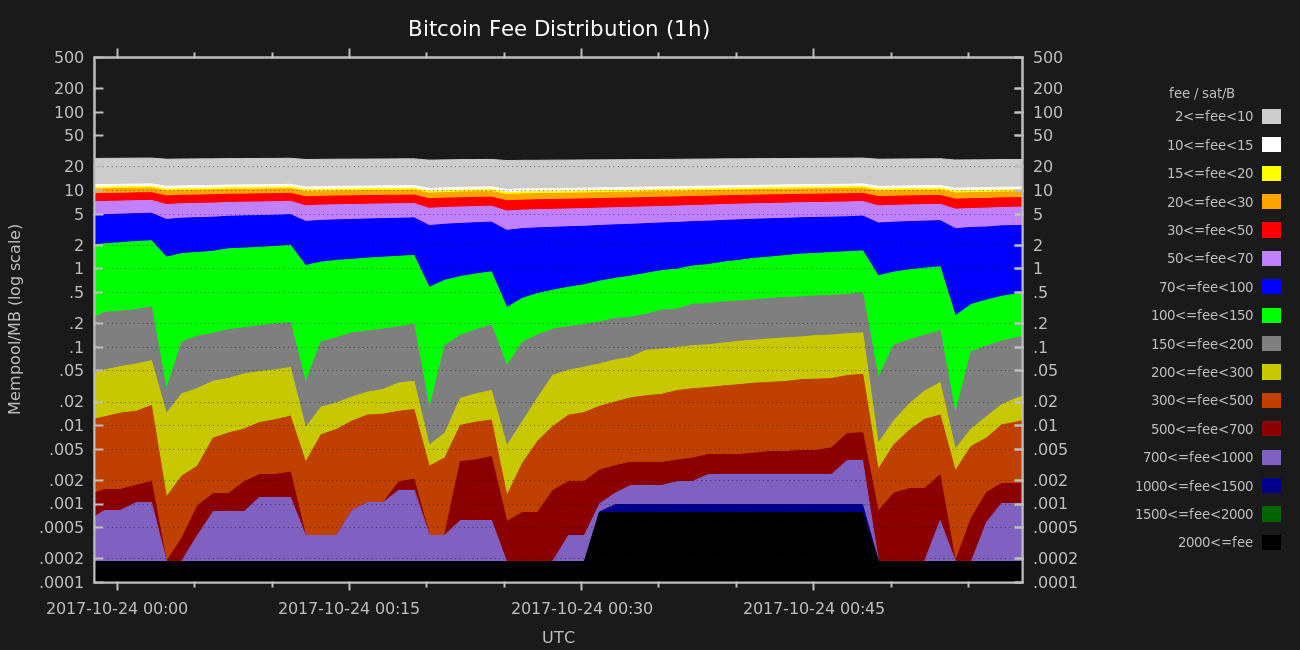 Bitcoin Fee Distribution (1h)
Mempool/MB (log scale)
500
200
100
50
20
10
5
2
1
.5
.2
.1
.05
.02
.01
.005
.002
.001
.0005
.0002
.0001
500
200
100
50
20
10
5
2
1
.5
.2
.1
.05
.02
.01
.005
.002
.001
.0005
.0002
.0001
2017-10-24 00:00
2017-10-24 00:15
2017-10-24 00:30
2017-10-24 00:45
UTC
fee / sat/B
2<=fee<10
10<=fee<15
15<=fee<20
20<=fee<30
30<=fee<50
50<=fee<70
70<=fee<100
100<=fee<150
150<=fee<200
200<=fee<300
300<=fee<500
500<=fee<700
700<=fee<1000
1000<=fee<1500
1500<=fee<2000
2000<=fee